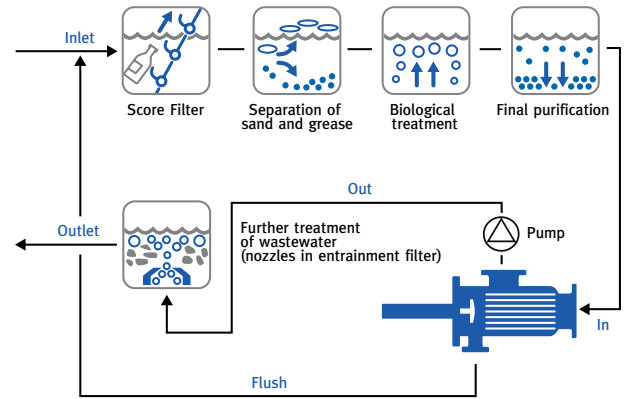 Inlet
Score Filter
Separation of
sand and grease
Biological
treatment
Final purification
Out
Outlet
Further treatment
of wastewater
(nozzles in entrainment filter)
Pump
In
Flush